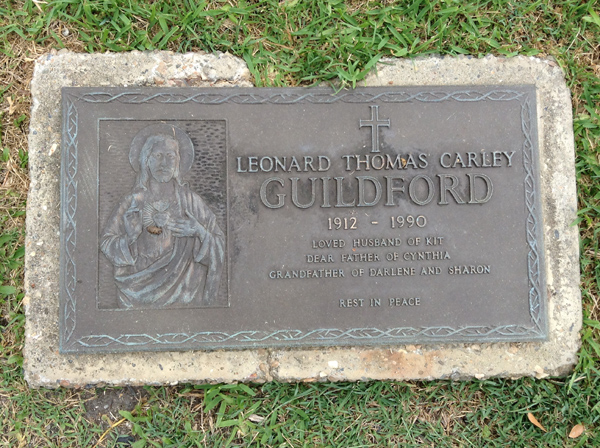 LEONARD THOMAS CARLEY
GUILDFORD
1912 - 1990
LOVED HUSBAND OF KIT
DEAR FATHER OF CYNTHIA
GRANDFATHER OF DARLENE AND SHARON
REST IN PEACE